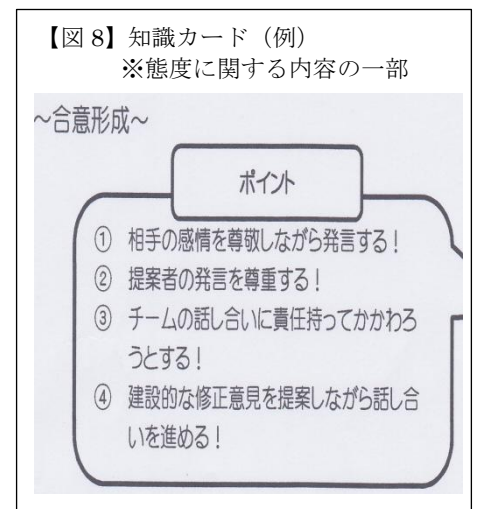 【図 8】知識カード（例）
※態度に関する内容の一部
～合意形成～
ポイント
① 相手の感情を尊敬しながら発言する！
② 提案者の発言を尊重する！
③ チームの話し合いに責任持ってかかわろ
うとする！
④ 建設的な修正意見を提案しながら話し合
いを進める！